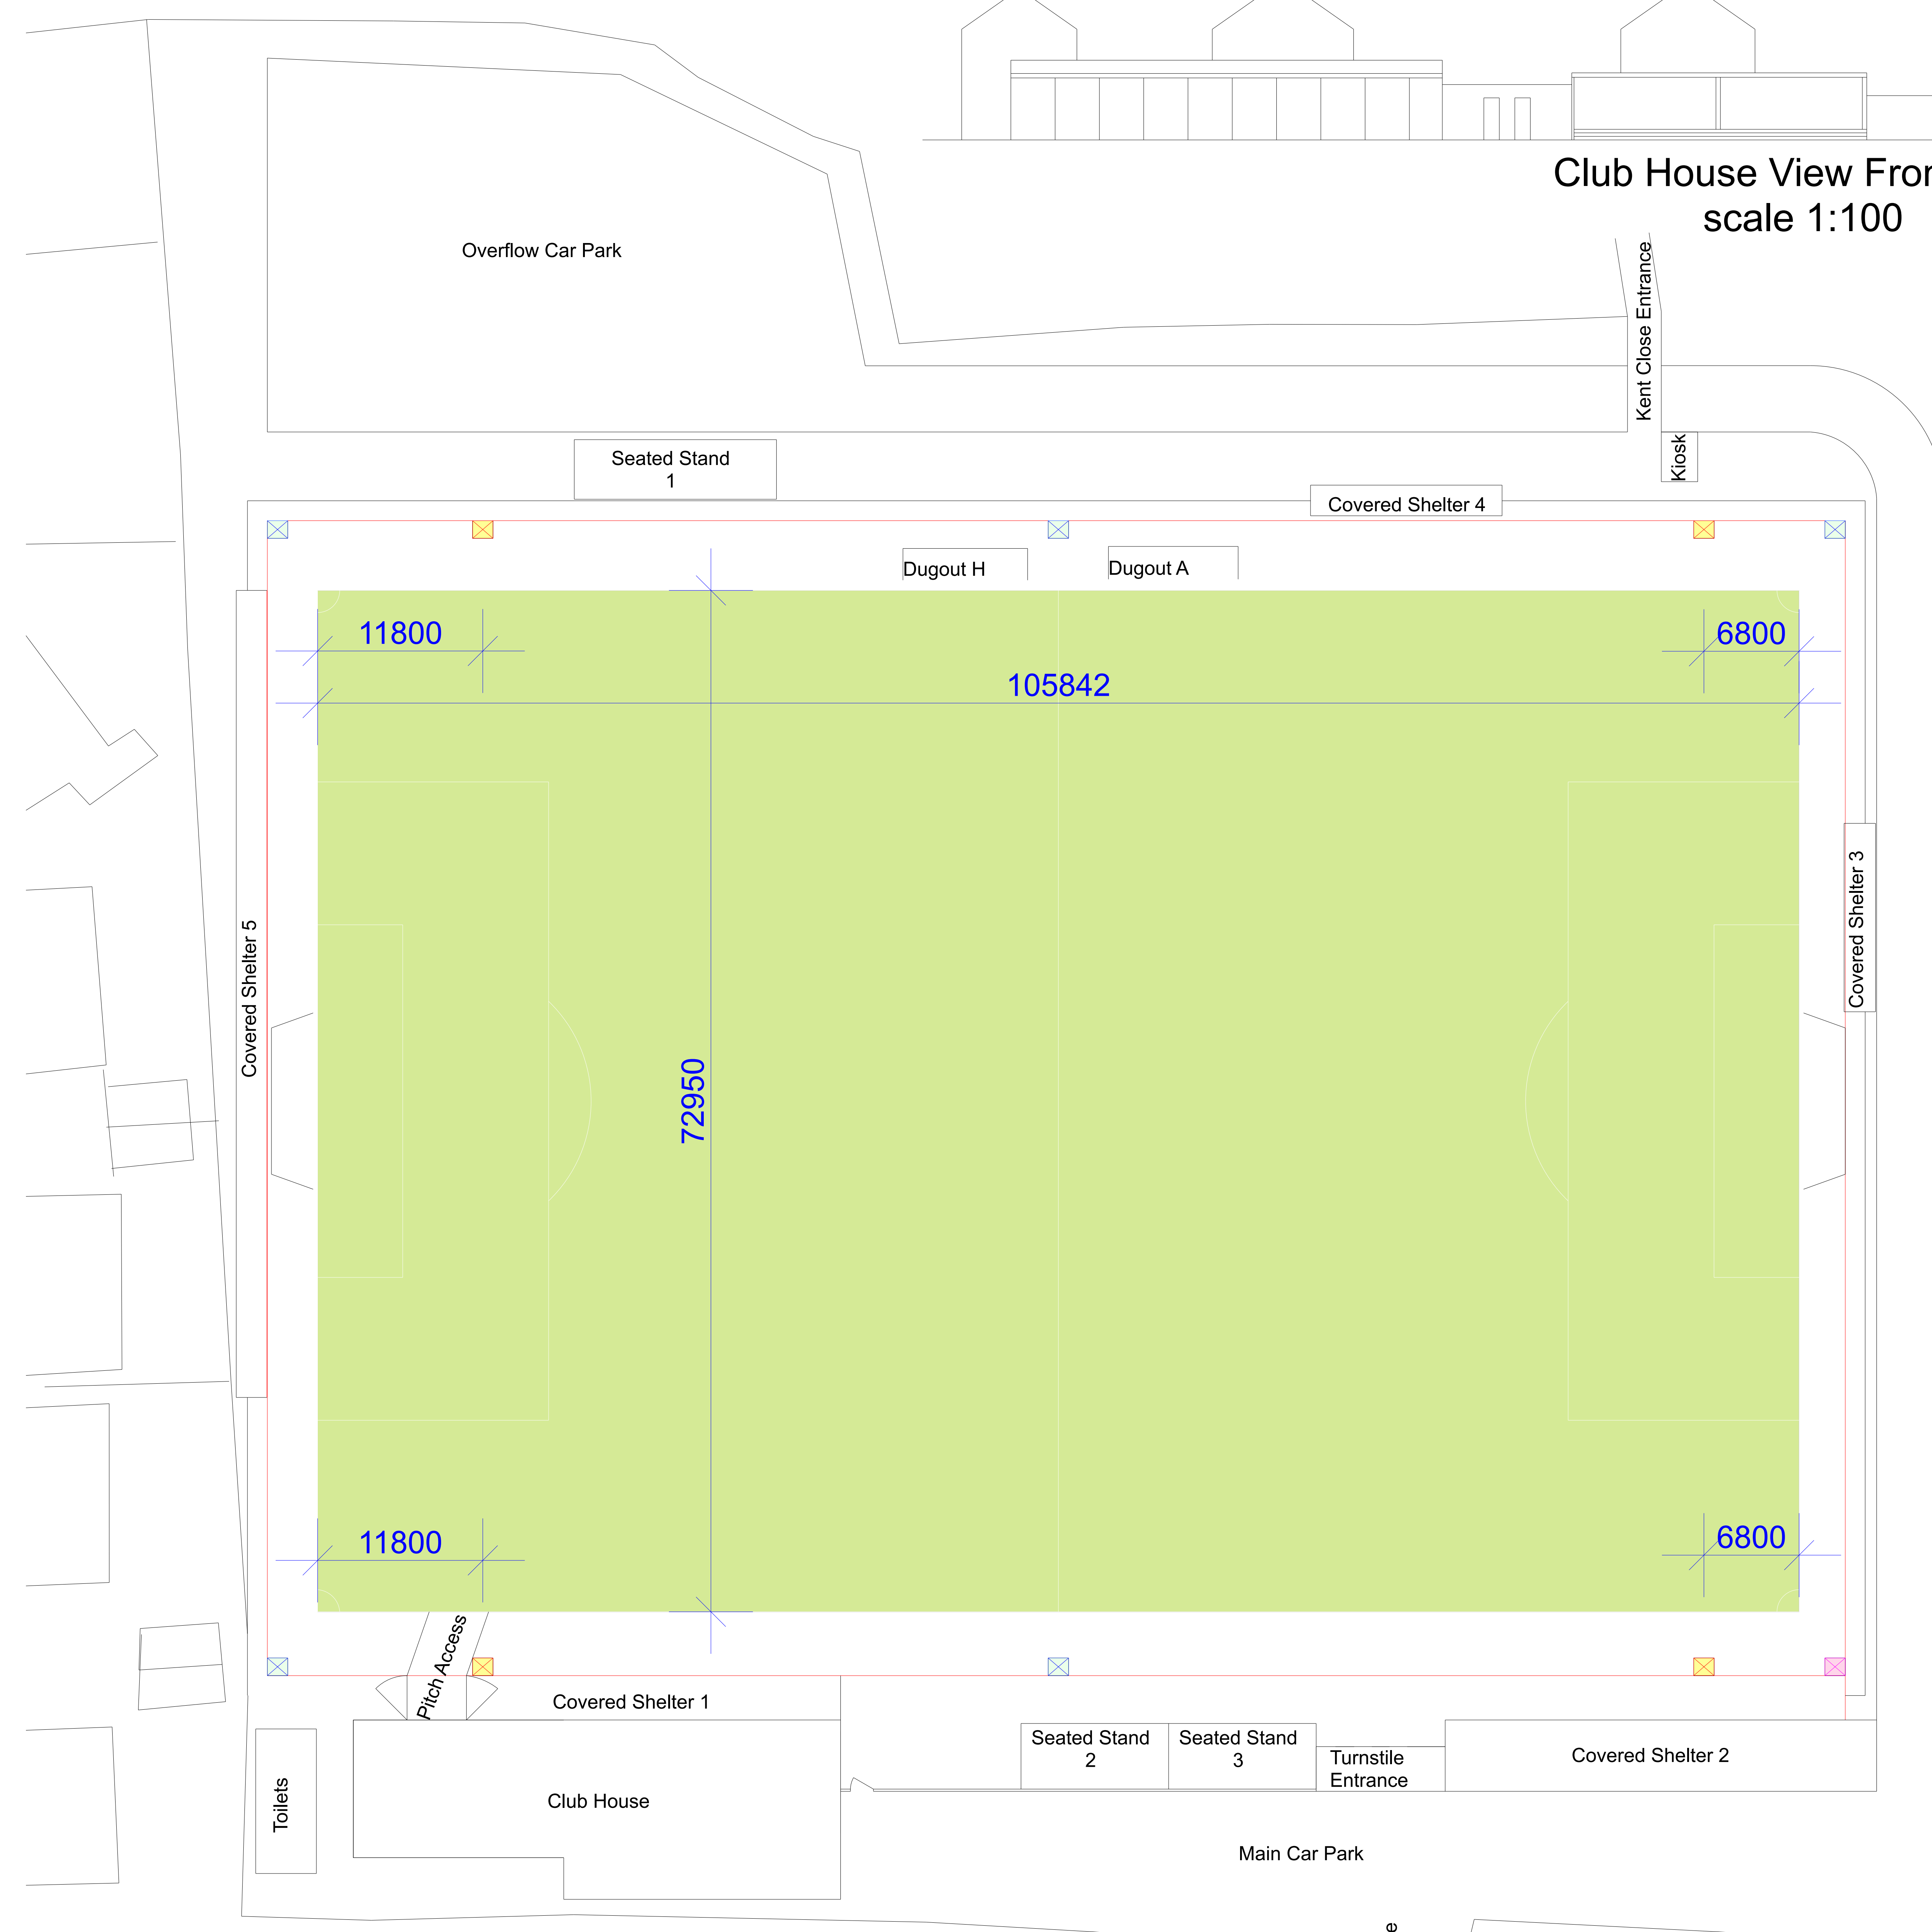 Club House View Fron
scale 1:100
Overflow Car Park
Kent Close Entrance
Kiosk
Seated Stand
1
Covered Shelter 4
Dugout H
Dugout A
11800
6800
105842
Covered Shelter 5
72950
Covered Shelter 3
11800
6800
Pitch Access
Covered Shelter 1
Seated Stand
2
Seated Stand
3
Turnstile
Entrance
Covered Shelter 2
Toilets
Club House
Main Car Park
e